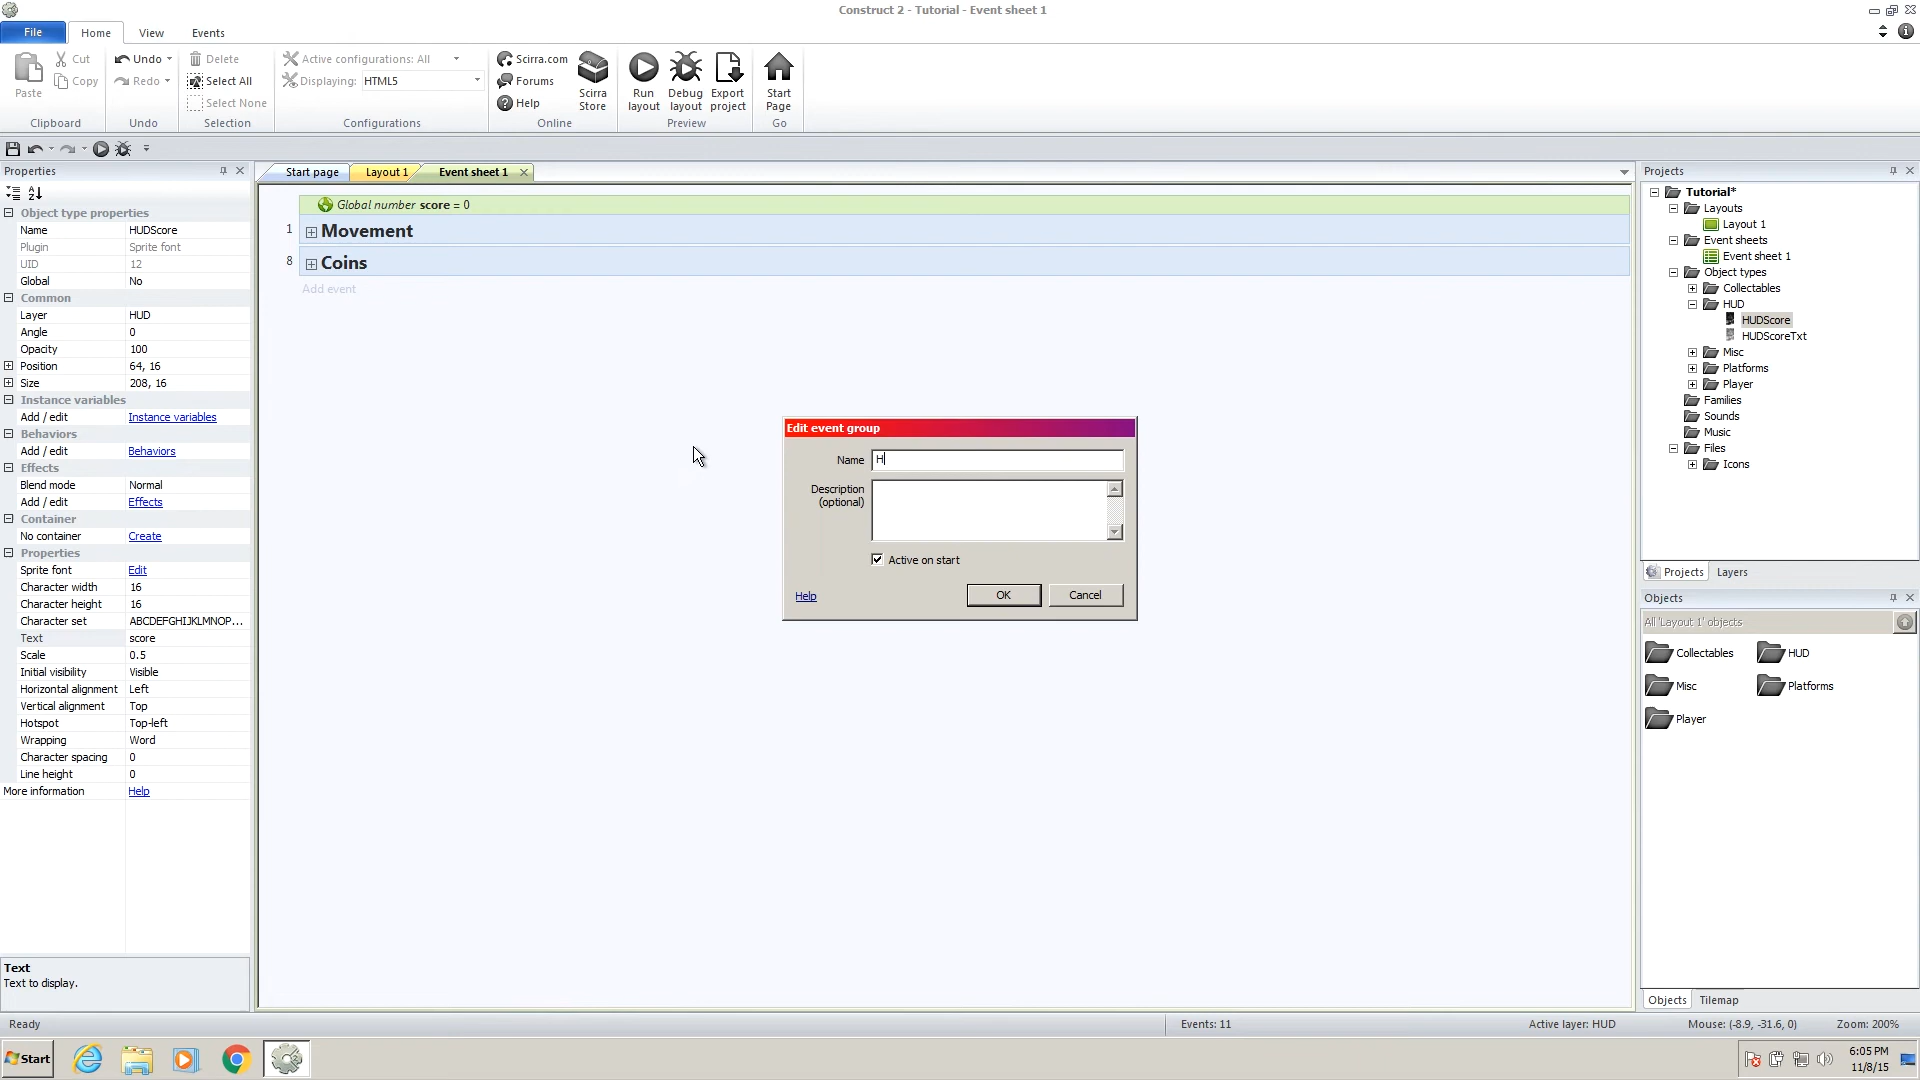 Construct 2 - Tutorial - Event sheet 1
File Home View Events
Paste Cut Copy Clipboard
Undo Redo Undo
Delete Select All Select None Selection
Active configurations: All
Displaying: HTML5
Configurations
Scirra.com Forums Help Scirra Store Online
Run layout Debug layout Export project Preview
Start Page Go
Properties
Object type properties
Name HUDScore
Plugin Sprite font
UID 12
Global No
Common
Layer HUD
Angle 0
Opacity 100
Position 64, 16
Size 208, 16
Instance variables
Add / edit Instance variables
Behaviors
Add / edit Behaviors
Effects
Blend mode Normal
Add / edit Effects
Container
No container Create
Properties
Sprite font Edit
Character width 16
Character height 16
Character set ABCDEFGHIJKLMNOP...
Text score
Scale 0.5
Initial visibility Visible
Horizontal alignment Left
Vertical alignment Top
Hotspot Top-left
Wrapping Word
Character spacing 0
Line height 0
More information Help
Text
Text to display.
Start page Layout 1 Event sheet 1
Global number score = 0
1 Movement
8 Coins
Add event
Edit event group
Name H
Description (optional)
Active on start
Help OK Cancel
Projects
Tutorial*
Layouts
Layout 1
Event sheets
Event sheet 1
Object types
Collectables
HUD
HUDScore
HUDScoreTxt
Misc
Platforms
Player
Families
Sounds
Music
Files
Icons
Projects Layers
Objects
All 'Layout 1' objects
Collectables HUD
Misc Platforms
Player
Objects Tilemap
Ready Events: 11 Active layer: HUD Mouse: (-8.9, -31.6, 0) Zoom: 200%
Start 6:05 PM
11/8/15